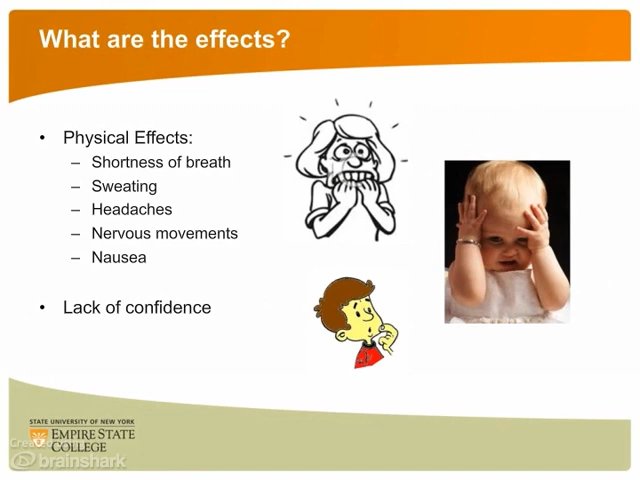 What are the effects?
• Physical Effects:
– Shortness of breath
– Sweating
– Headaches
– Nervous movements
– Nausea
• Lack of confidence
STATE UNIVERSITY OF NEW YORK
EMPIRE STATE
COLLEGE
brainshark